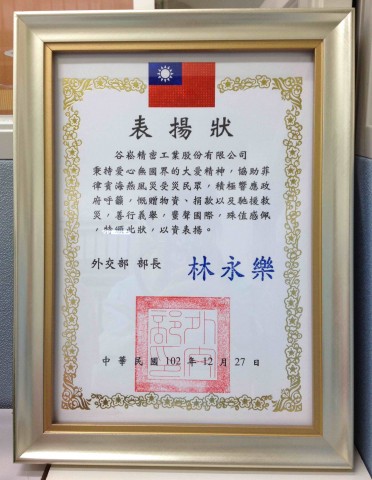 表揚狀
谷崧精密工業股份有限公司
秉持愛心無國界的大愛精神，協助菲
律賓海燕風災受災民眾，積極響應政
府呼籲，慨贈物資、捐款以及馳援救
災，善行義舉，蜚聲國際，殊值感佩
，特頒此狀，以資表揚。
外交部 部長 林永樂
外交部印
中華民國 102 年 12 月 27 日